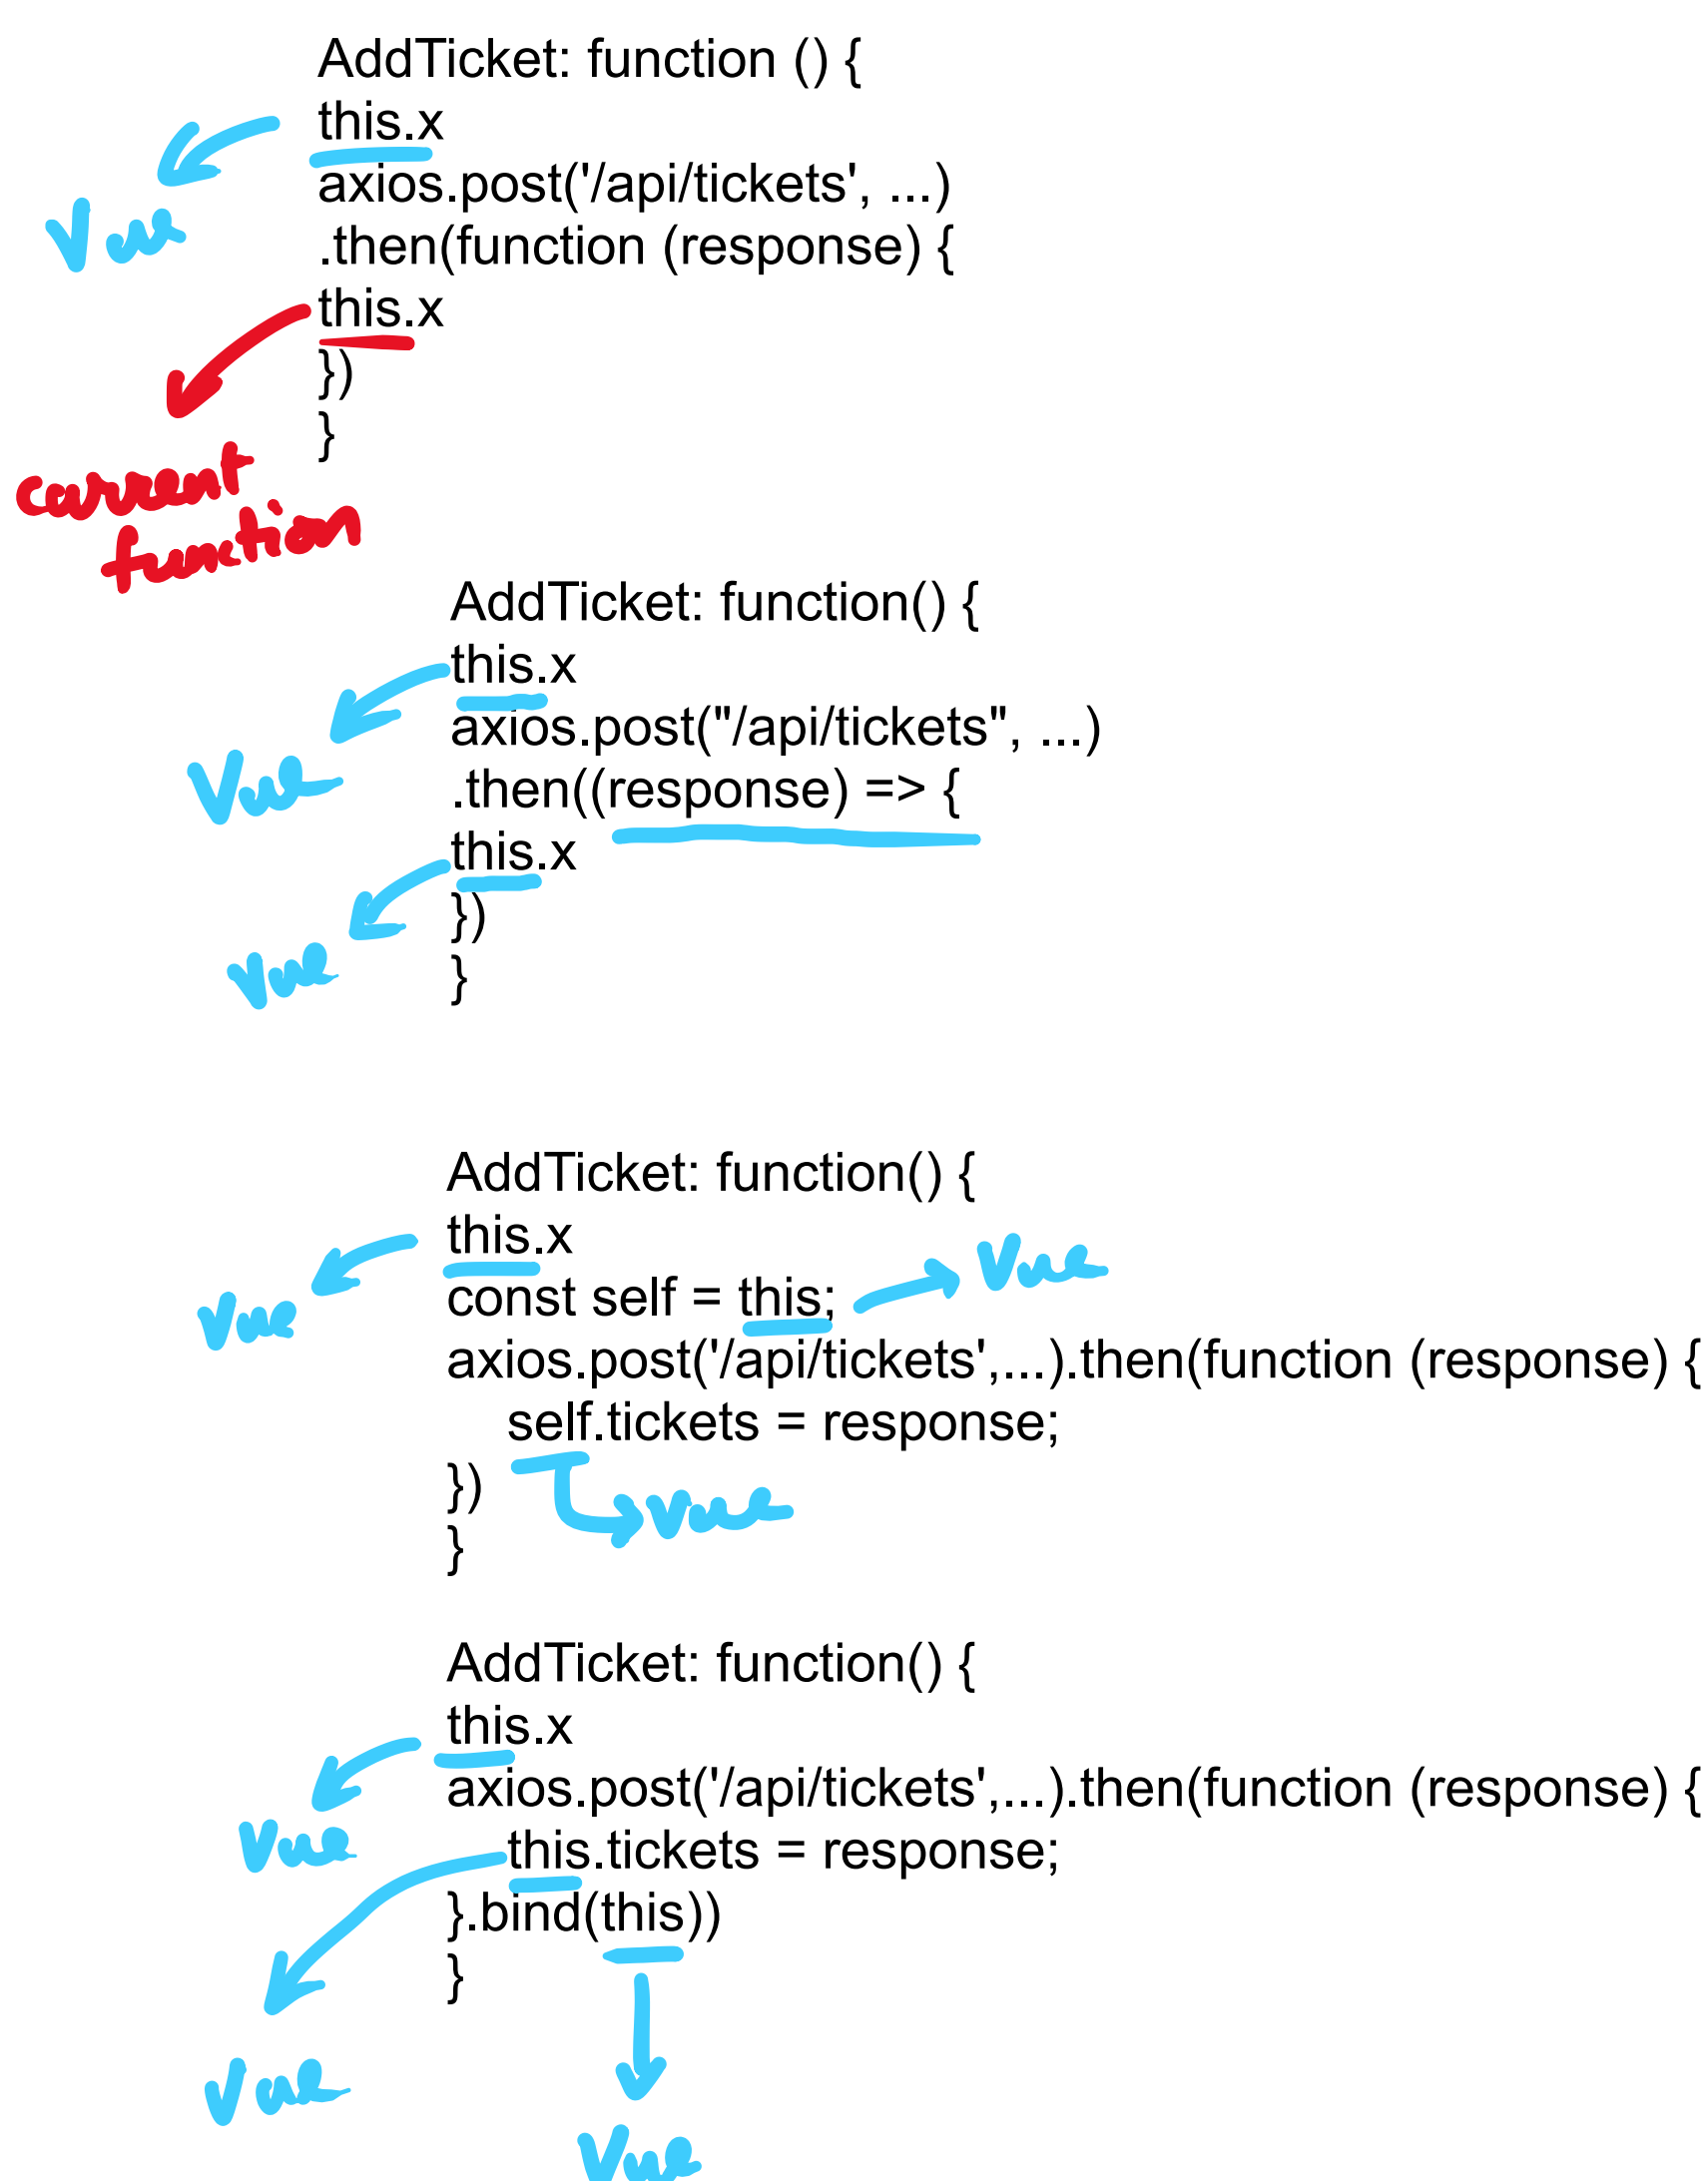 AddTicket: function () {
this.x
Vue
axios.post('/api/tickets', ...)
.then(function (response) {
this.x
})
}
current
function
AddTicket: function() {
this.x
axios.post("/api/tickets", ...)
Vue
.then((response) => {
this.x
})
Vue
}
AddTicket: function() {
this.x
Vue
const self = this;
Vue
axios.post('/api/tickets',...).then(function (response) {
self.tickets = response;
})
Vue
}
AddTicket: function() {
this.x
axios.post('/api/tickets',...).then(function (response) {
Vue
this.tickets = response;
}.bind(this))
}
Vue
Vue